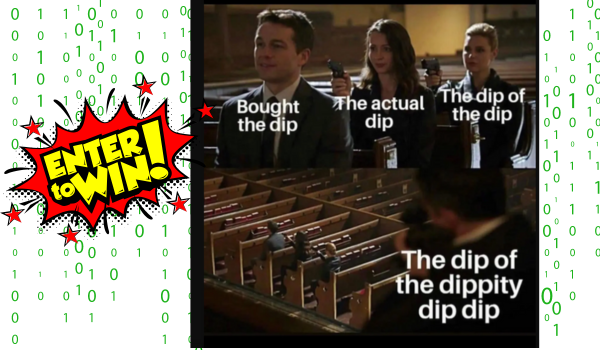 ENTER
to WIN!
Bought
the dip
The actual
dip
The dip of
the dip
The dip of
the dippity
dip dip